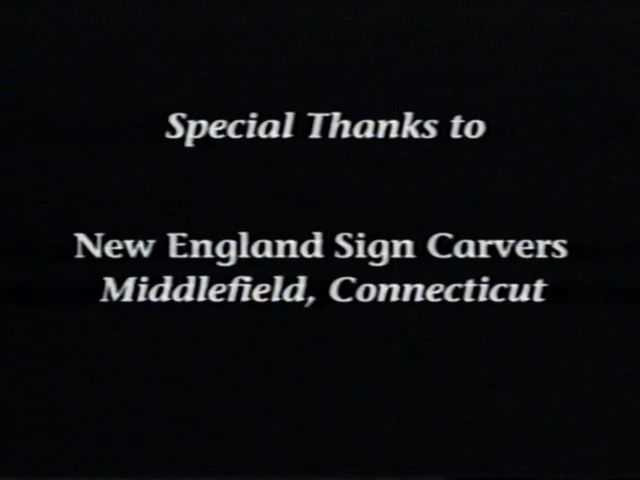 Special Thanks to
New England Sign Carvers
Middlefield, Connecticut